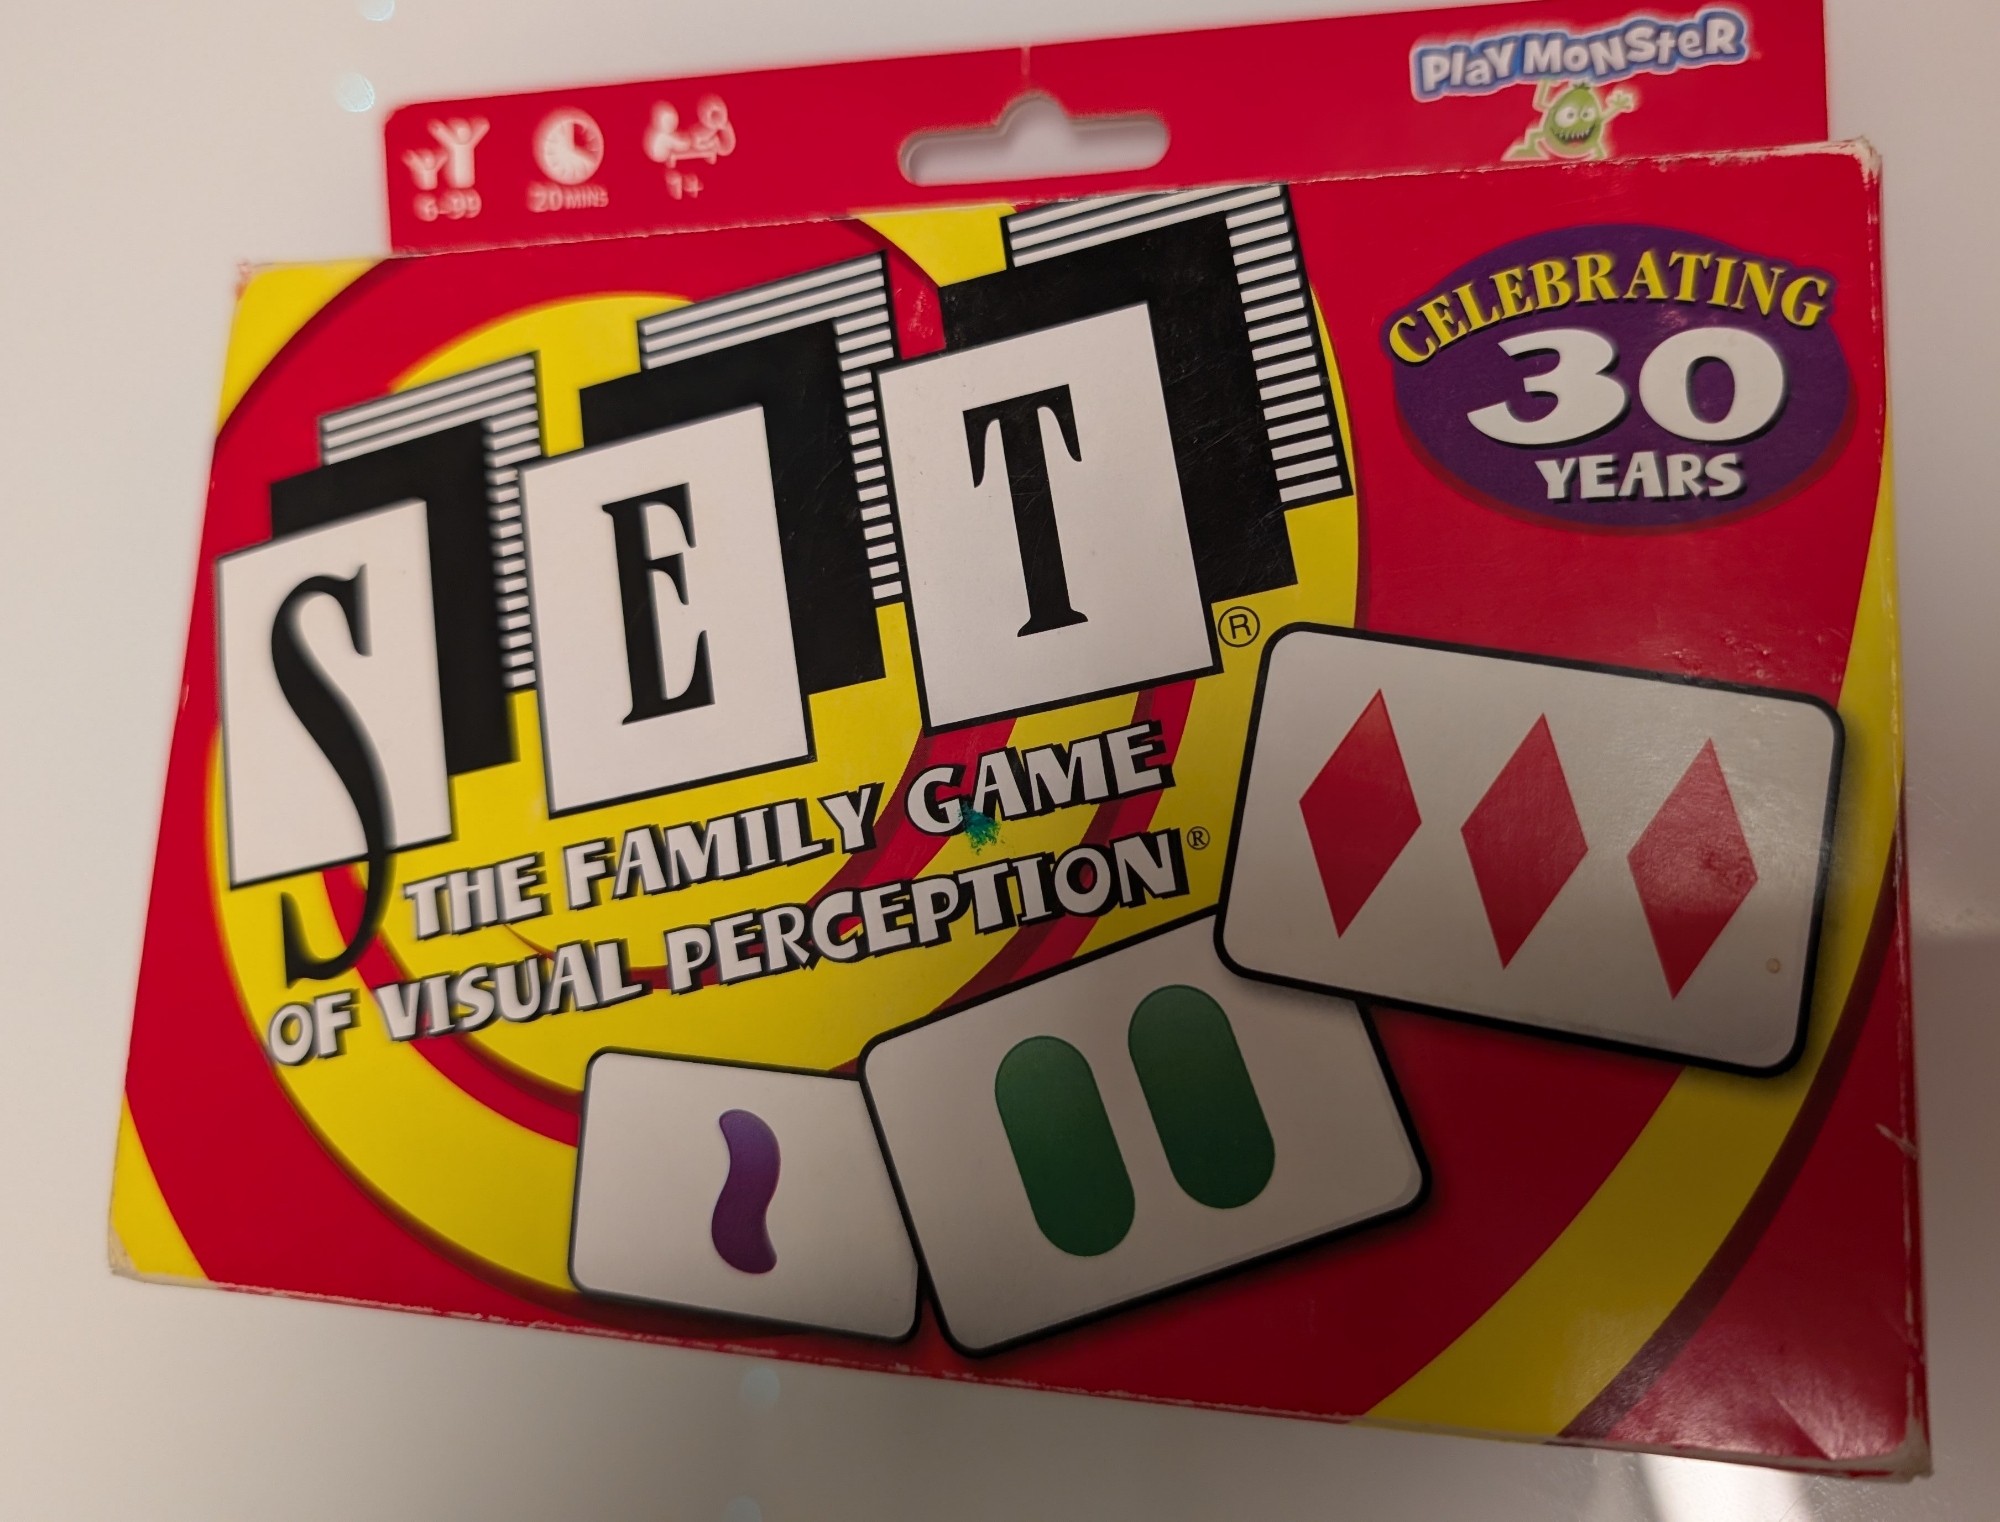 PLAYMONSTER
6-99
20 MINS
1+
SET®
CELEBRATING
30
YEARS
THE FAMILY GAME
OF VISUAL PERCEPTION®